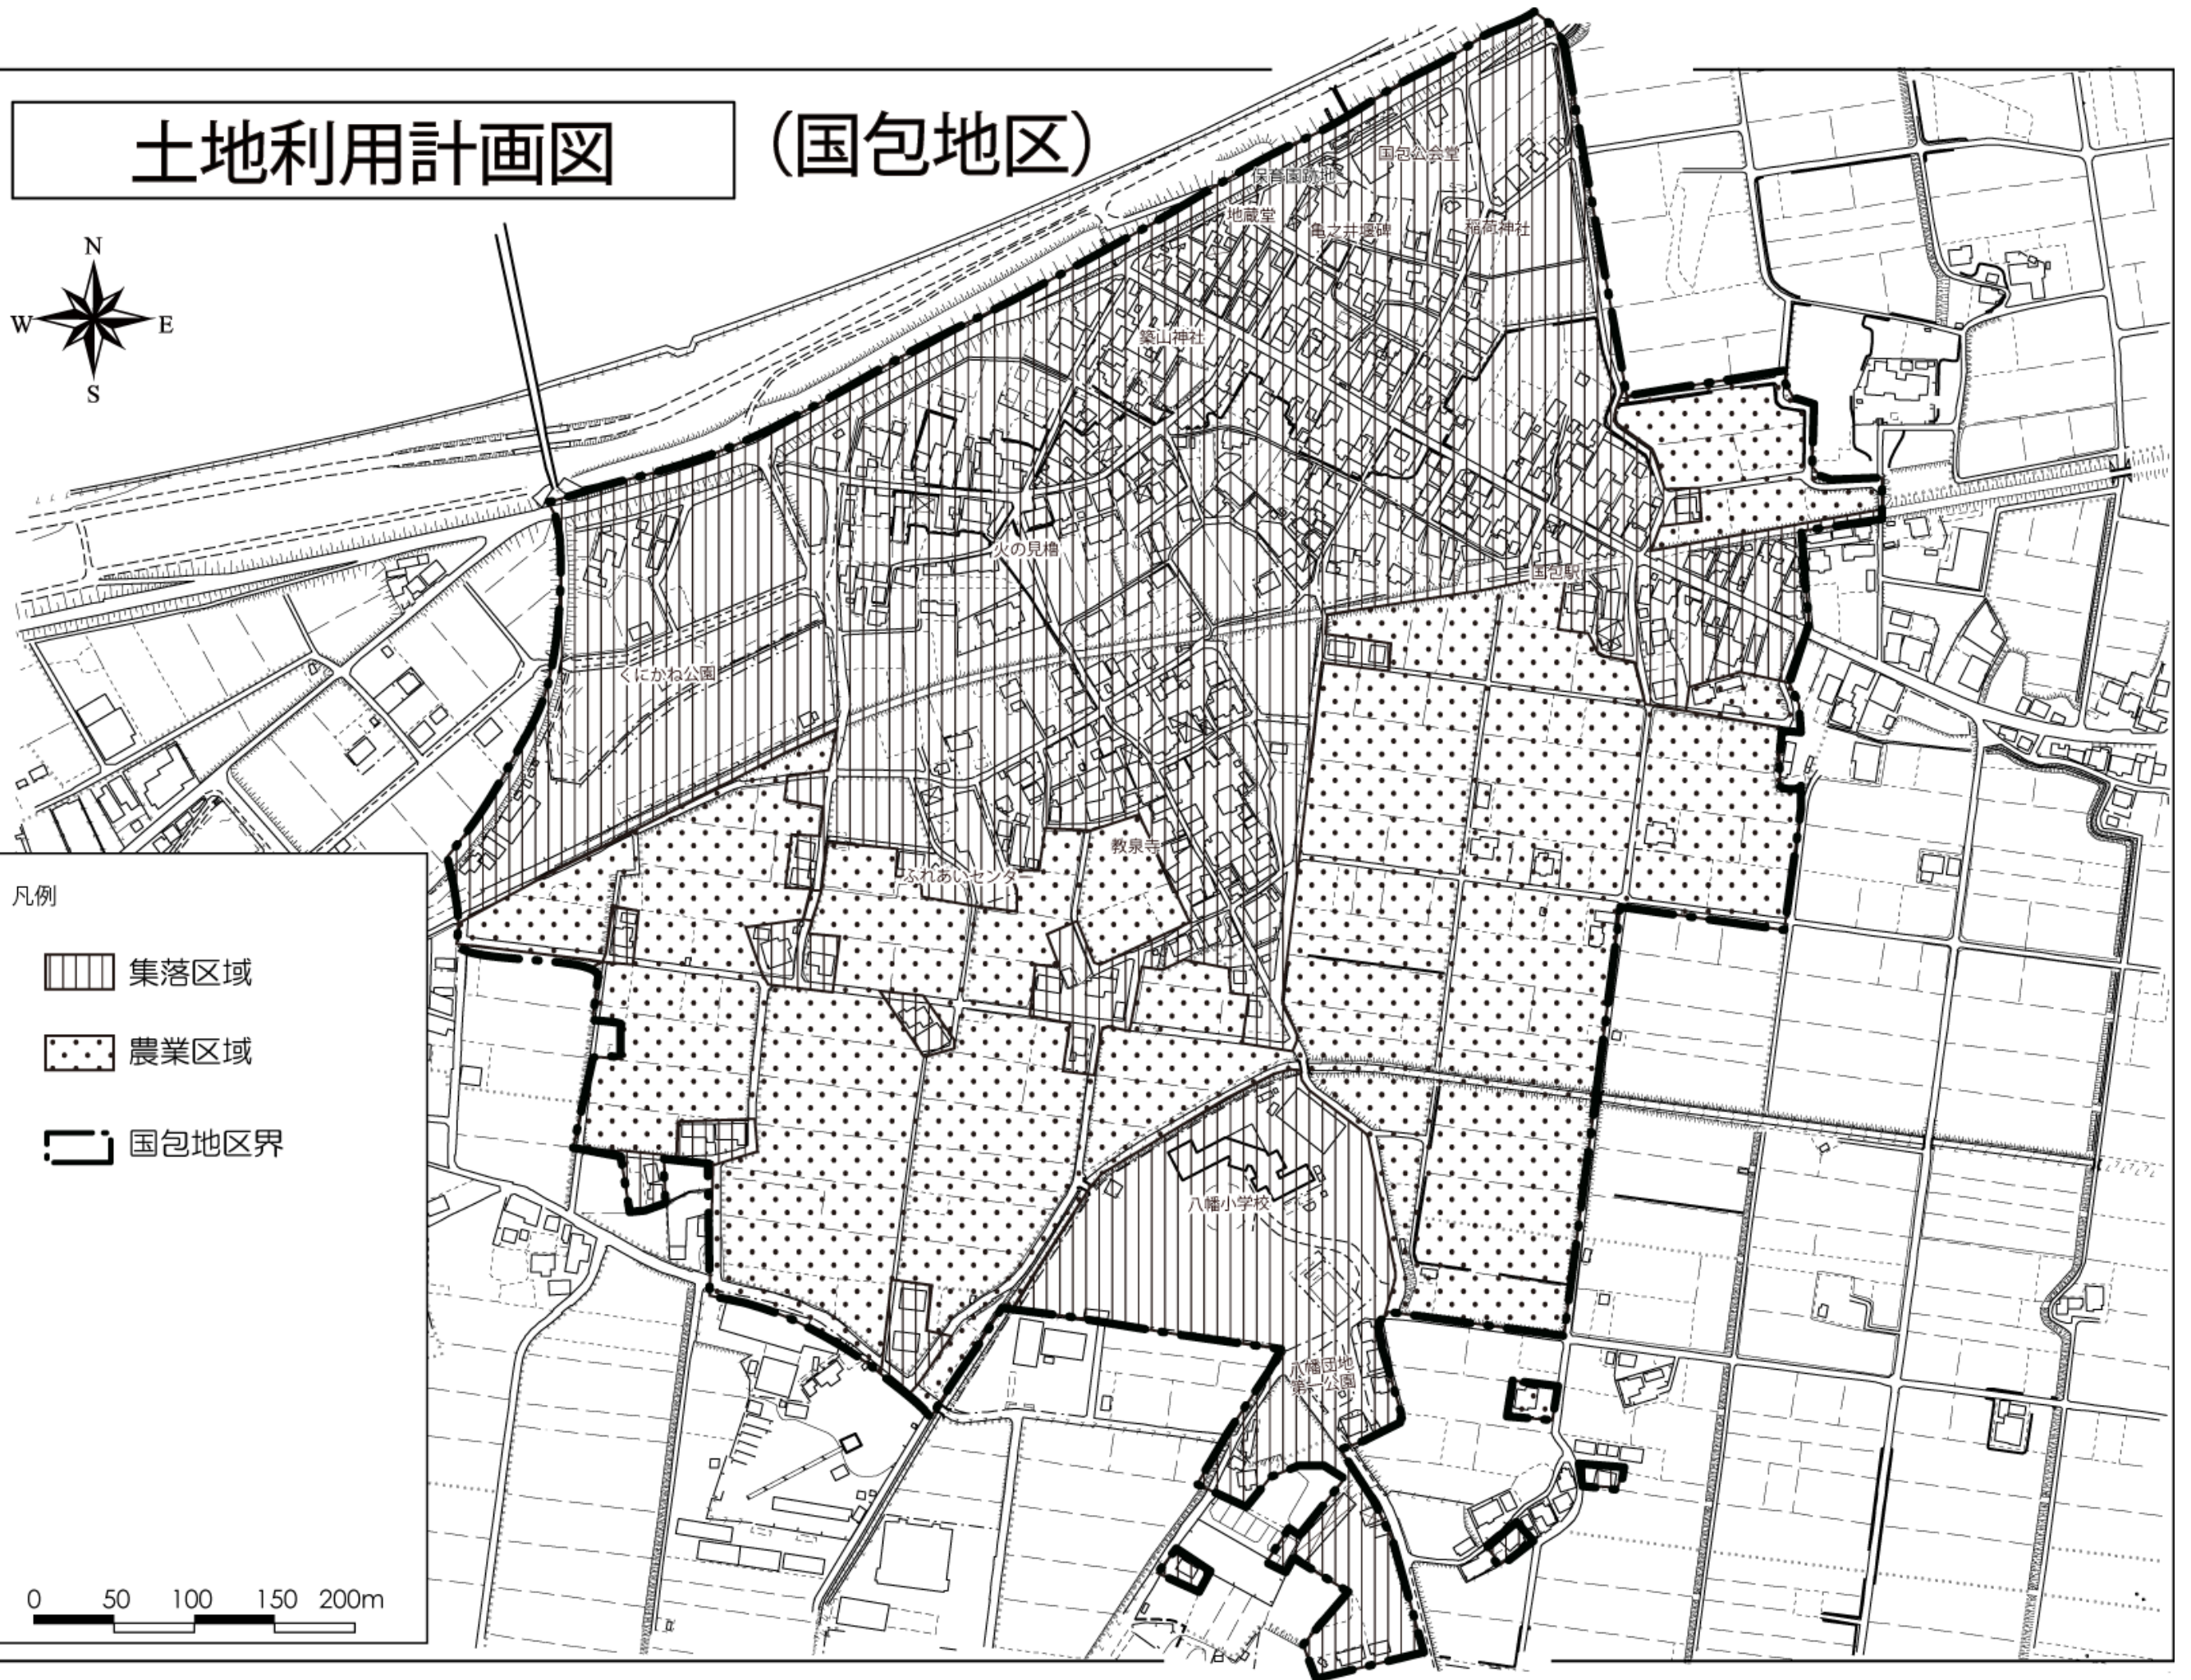 土地利用計画図
（国包地区）
N
W
E
S
国包公会堂
保育園跡地
地蔵堂
亀之井堰碑
稲荷神社
築山神社
火の見櫓
国包駅
くにかね公園
教泉寺
ふれあいセンター
八幡小学校
八幡団地
第一公園
凡例
集落区域
農業区域
国包地区界
0 50 100 150 200m